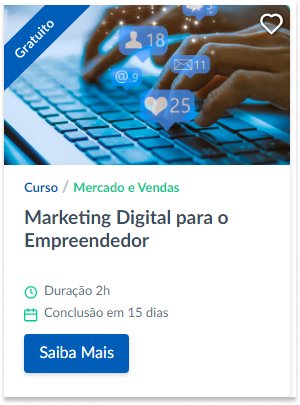 Gratuito
18
11
@ 9
25
Curso / Mercado e Vendas
Marketing Digital para o
Empreendedor
Duração 2h
Conclusão em 15 dias
Saiba Mais